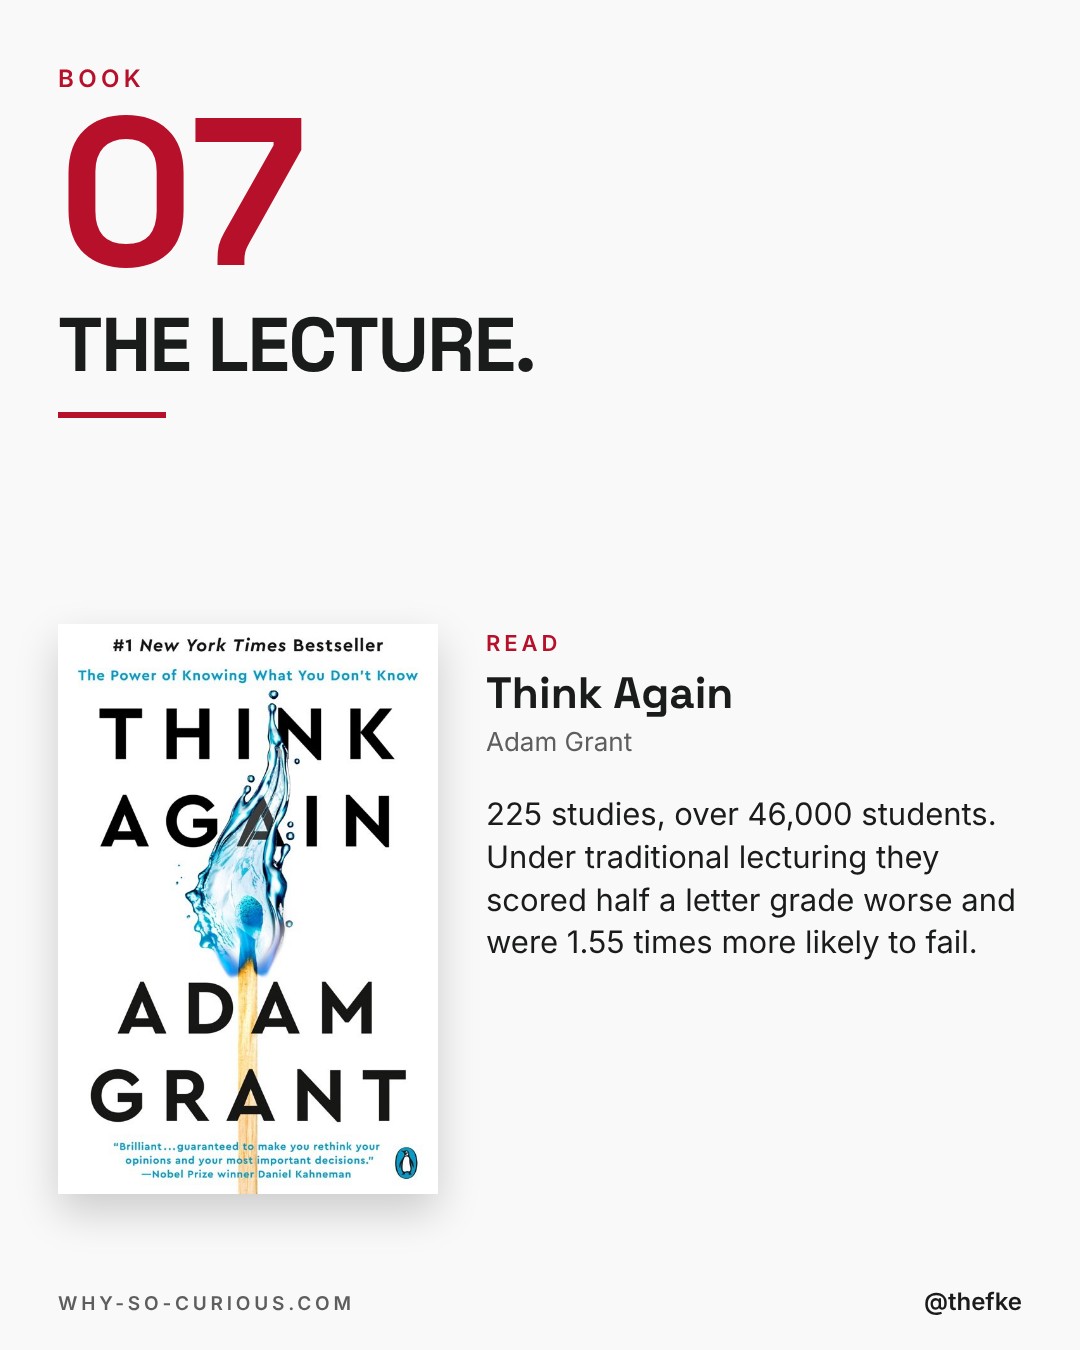 BOOK
07
THE LECTURE.
#1 New York Times Bestseller
The Power of Knowing What You Don't Know
THINK
AGAIN
ADAM
GRANT
"Brilliant...guaranteed to make you rethink your
opinions and your most important decisions."
—Nobel Prize winner Daniel Kahneman
READ
Think Again
Adam Grant
225 studies, over 46,000 students.
Under traditional lecturing they
scored half a letter grade worse and
were 1.55 times more likely to fail.
WHY-SO-CURIOUS.COM
@thefke